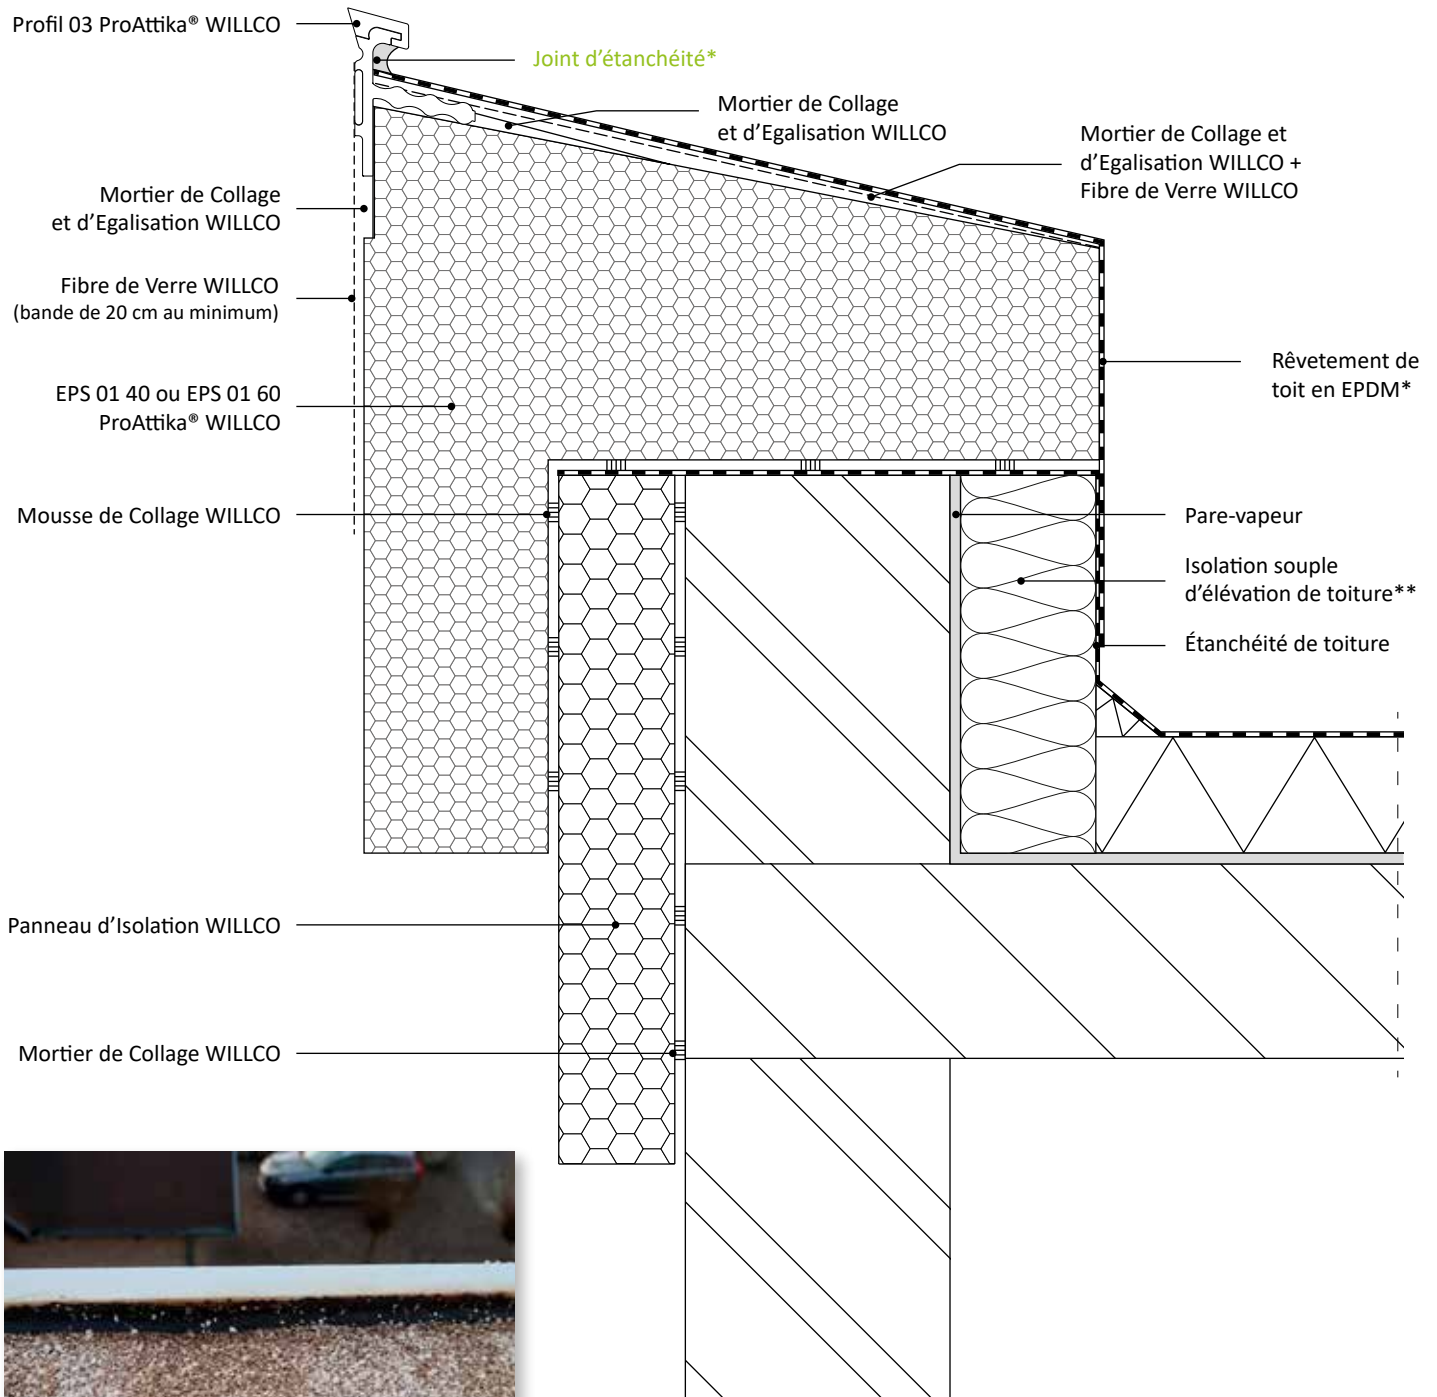 Profil 03 ProAttika® WILLCO
Joint d'étanchéité*
Mortier de Collage
et d'Egalisation WILLCO
Mortier de Collage et
d'Egalisation WILLCO +
Fibre de Verre WILLCO
Mortier de Collage
et d'Egalisation WILLCO
Fibre de Verre WILLCO
(bande de 20 cm au minimum)
Rêvetement de
toit en EPDM*
EPS 01 40 ou EPS 01 60
ProAttika® WILLCO
Mousse de Collage WILLCO
Pare-vapeur
Isolation souple
d'élévation de toiture**
Étanchéité de toiture
Panneau d'Isolation WILLCO
Mortier de Collage WILLCO